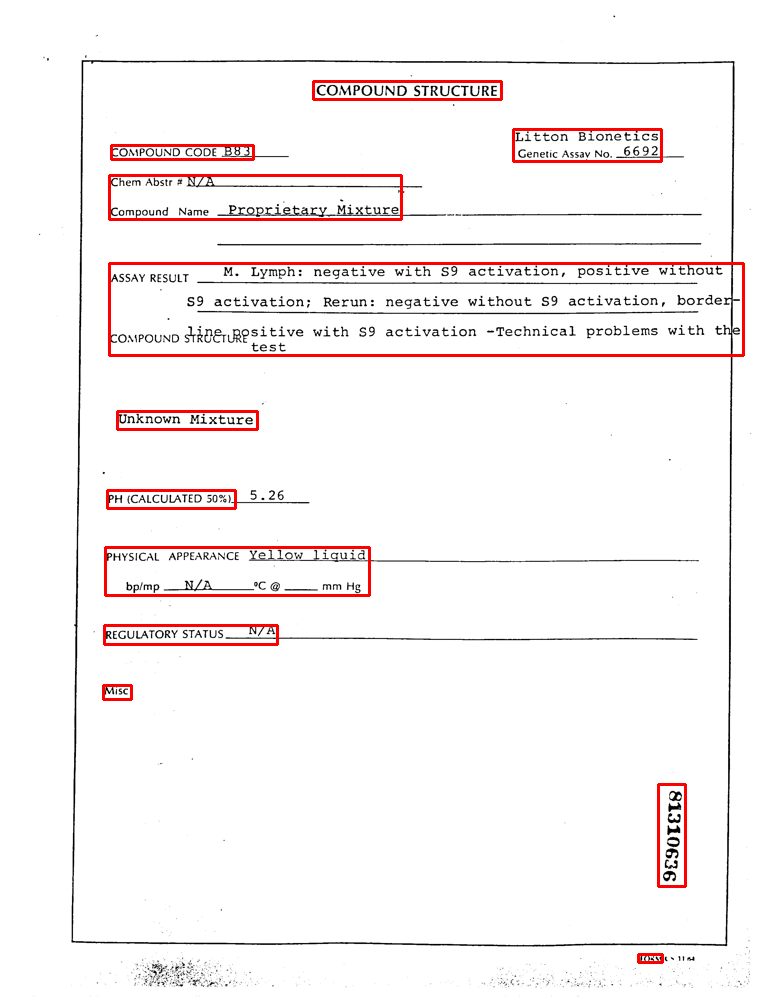 COMPOUND STRUCTURE
Litton Bionetics
COMPOUND CODE B83
Genetic Assay No. 6692
Chem Abstr # N/A
Compound Name Proprietary Mixture
ASSAY RESULT M. Lymph: negative with S9 activation, positive without
S9 activation; Rerun: negative without S9 activation, border-
line positive with S9 activation -Technical problems with the
COMPOUND STRUCTURE
test
Unknown Mixture
PH (CALCULATED 50%) 5.26
PHYSICAL APPEARANCE Yellow liquid
bp/mp N/A °C @ mm Hg
REGULATORY STATUS N/A
Misc
81310636